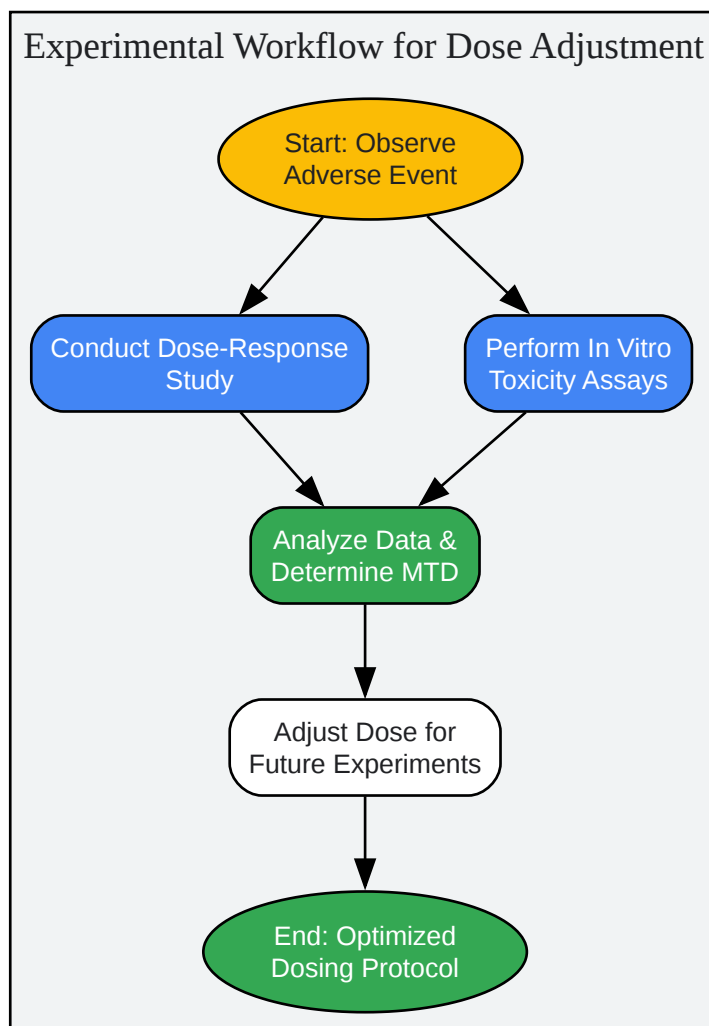 Experimental Workflow for Dose Adjustment
Start: Observe
Adverse Event
Conduct Dose-Response
Study
Perform In Vitro
Toxicity Assays
Analyze Data &
Determine MTD
Adjust Dose for
Future Experiments
End: Optimized
Dosing Protocol